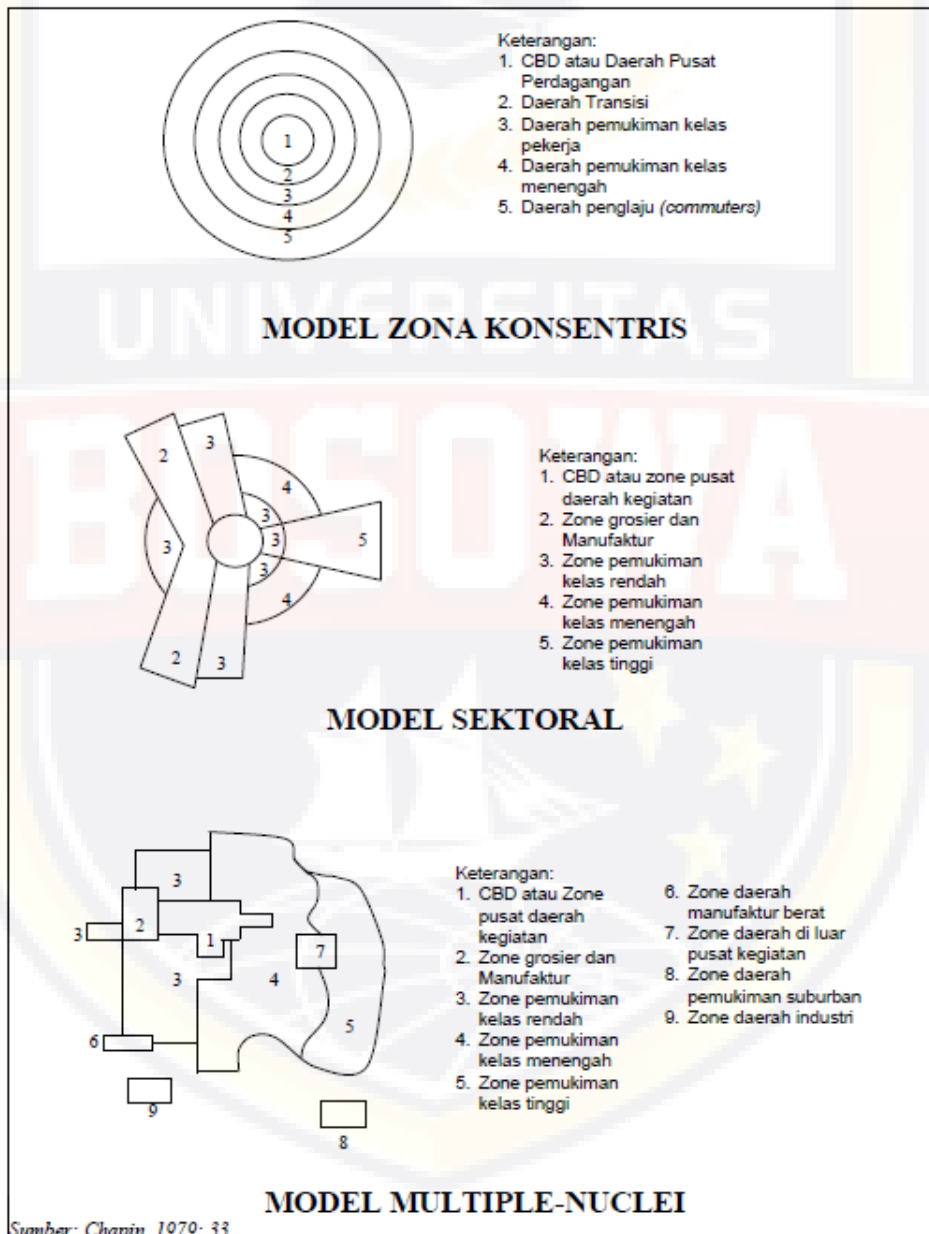 Keterangan:
1. CBD atau Daerah Pusat
Perdagangan
2. Daerah Transisi
3. Daerah pemukiman kelas
pekerja
4. Daerah pemukiman kelas
menengah
5. Daerah penglaju (commuters)
1
2
3
4
5
UNIVERSITAS
MODEL ZONA KONSENTRIS
BOSOWA
2
3
4
3
3
3
3
5
4
2
3
Keterangan:
1. CBD atau zone pusat
daerah kegiatan
2. Zone grosier dan
Manufaktur
3. Zone pemukiman
kelas rendah
4. Zone pemukiman
kelas menengah
5. Zone pemukiman
kelas tinggi
MODEL SEKTORAL
3
3
2
1
7
3
4
5
6
9
8
Keterangan:
1. CBD atau Zone
pusat daerah
kegiatan
2. Zone grosier dan
Manufaktur
3. Zone pemukiman
kelas rendah
4. Zone pemukiman
kelas menengah
5. Zone pemukiman
kelas tinggi
6. Zone daerah
manufaktur berat
7. Zone daerah di luar
pusat kegiatan
8. Zone daerah
pemukiman suburban
9. Zone daerah industri
MODEL MULTIPLE-NUCLEI
Sumber: Chapin, 1979: 33